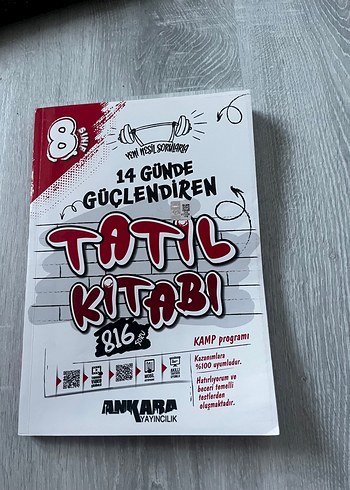 8.
SINIF
YENİ NESİL SORULARLA
14 GÜNDE
GÜÇLENDİREN
TATİL
KİTABI
816
KAMP programı
Kazanımlara
%100 uyumludur.
Hatırlıyorum ve
beceri temelli
testlerden
oluşmaktadır.
ANKARA
YAYINCILIK